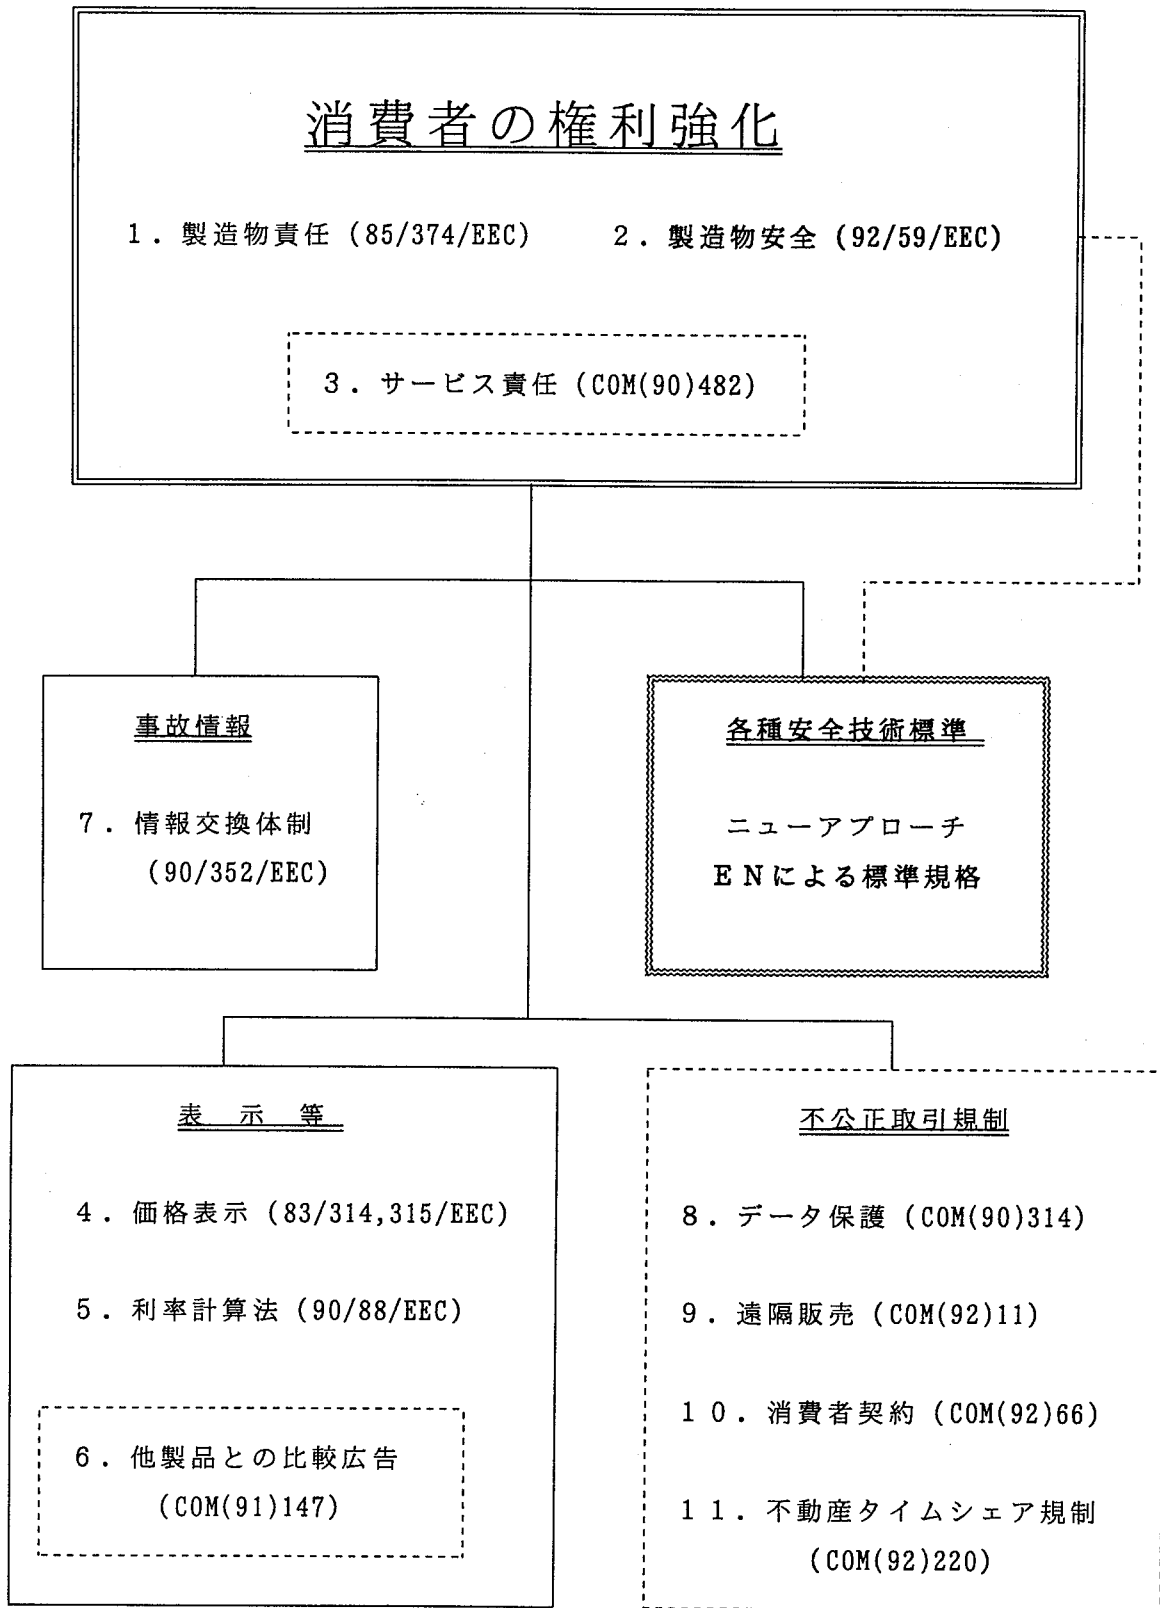 消費者の権利強化
１．製造物責任 (85/374/EEC)　２．製造物安全 (92/59/EEC)
３．サービス責任 (COM(90)482)
事故情報
７．情報交換体制
(90/352/EEC)
各種安全技術標準
ニューアプローチ
ＥＮによる標準規格
表　示　等
４．価格表示 (83/314,315/EEC)
５．利率計算法 (90/88/EEC)
６．他製品との比較広告
(COM(91)147)
不公正取引規制
８．データ保護 (COM(90)314)
９．遠隔販売 (COM(92)11)
１０．消費者契約 (COM(92)66)
１１．不動産タイムシェア規制
(COM(92)220)